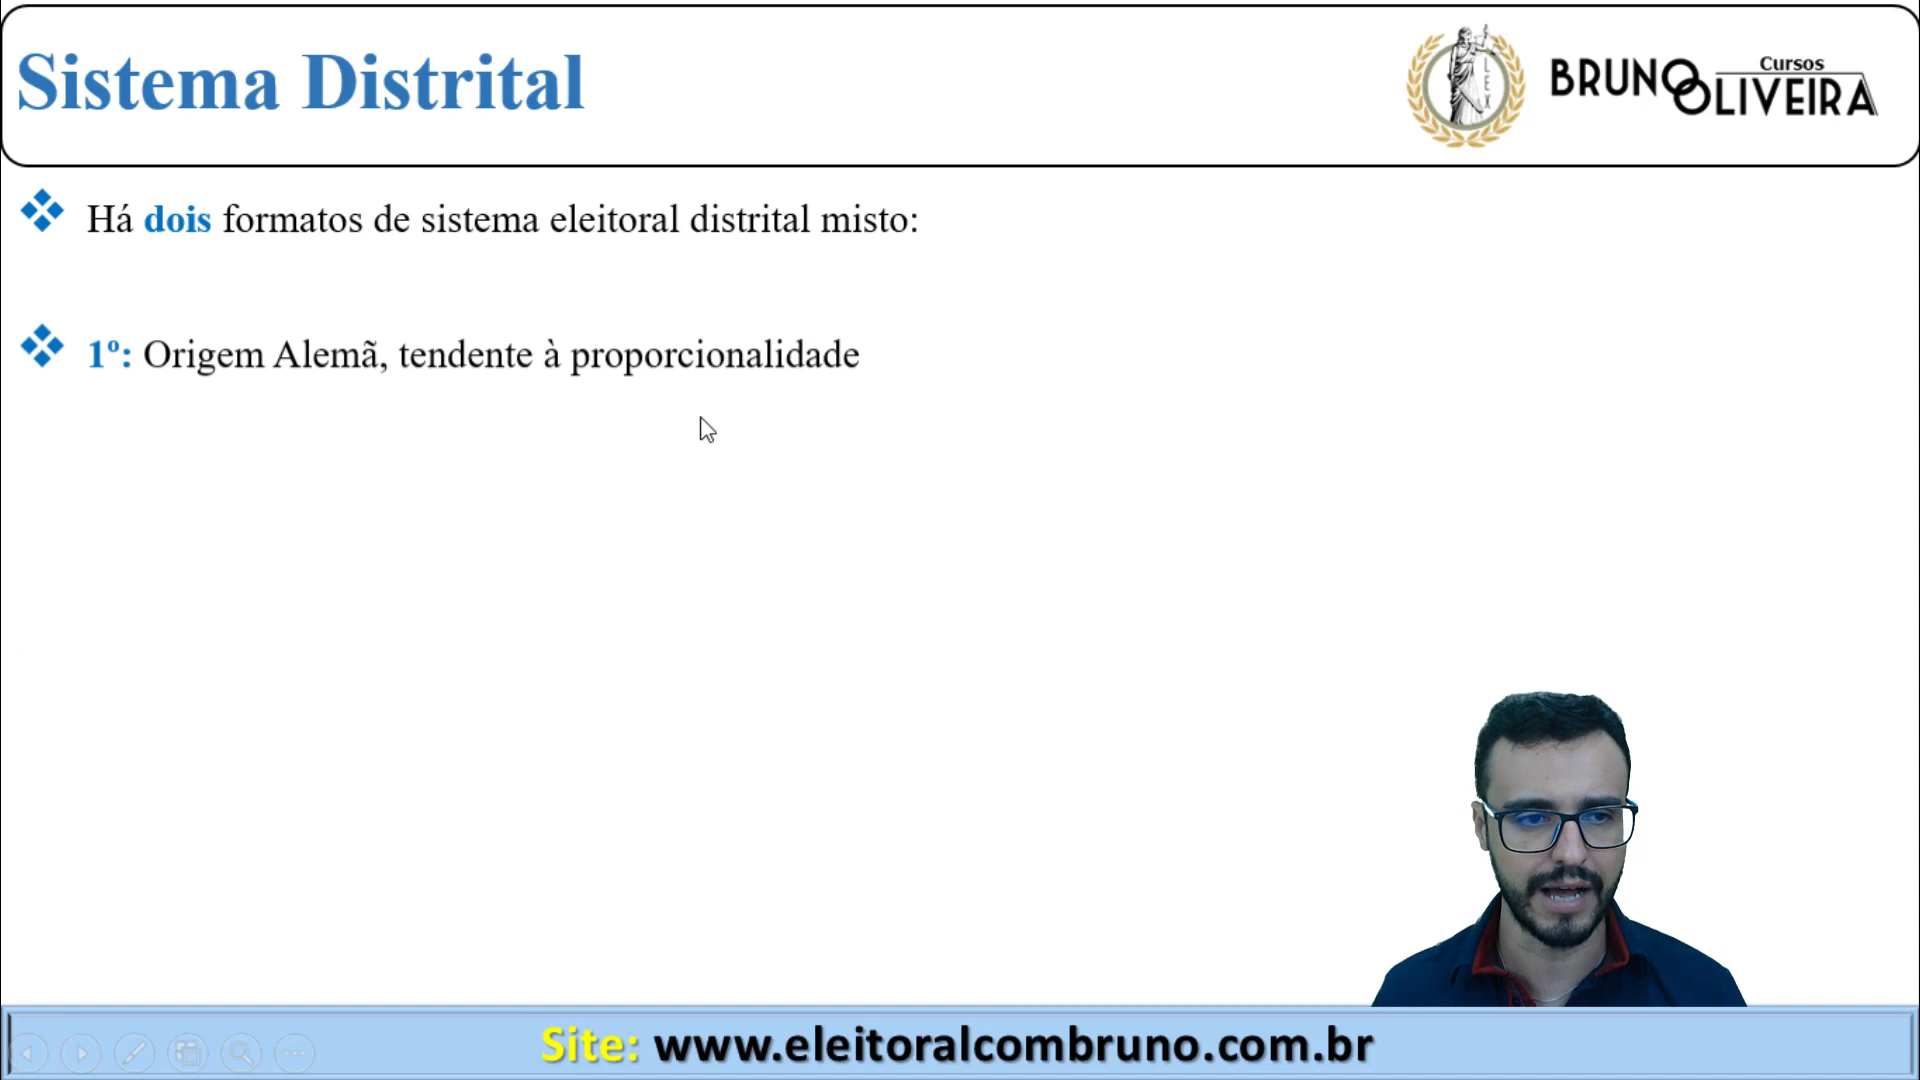 Sistema Distrital
LEX
Cursos
BRUNO OLIVEIRA
Há dois formatos de sistema eleitoral distrital misto:
1º: Origem Alemã, tendente à proporcionalidade
Site: www.eleitoralcombruno.com.br